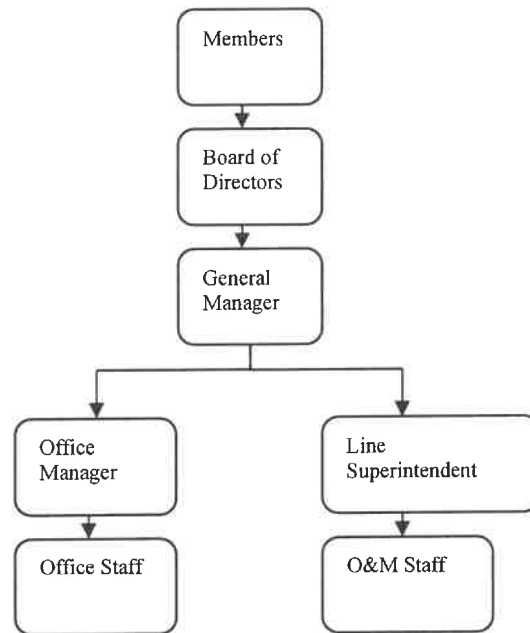 Members
Board of
Directors
General
Manager
Office
Manager
Line
Superintendent
Office Staff
O&M Staff